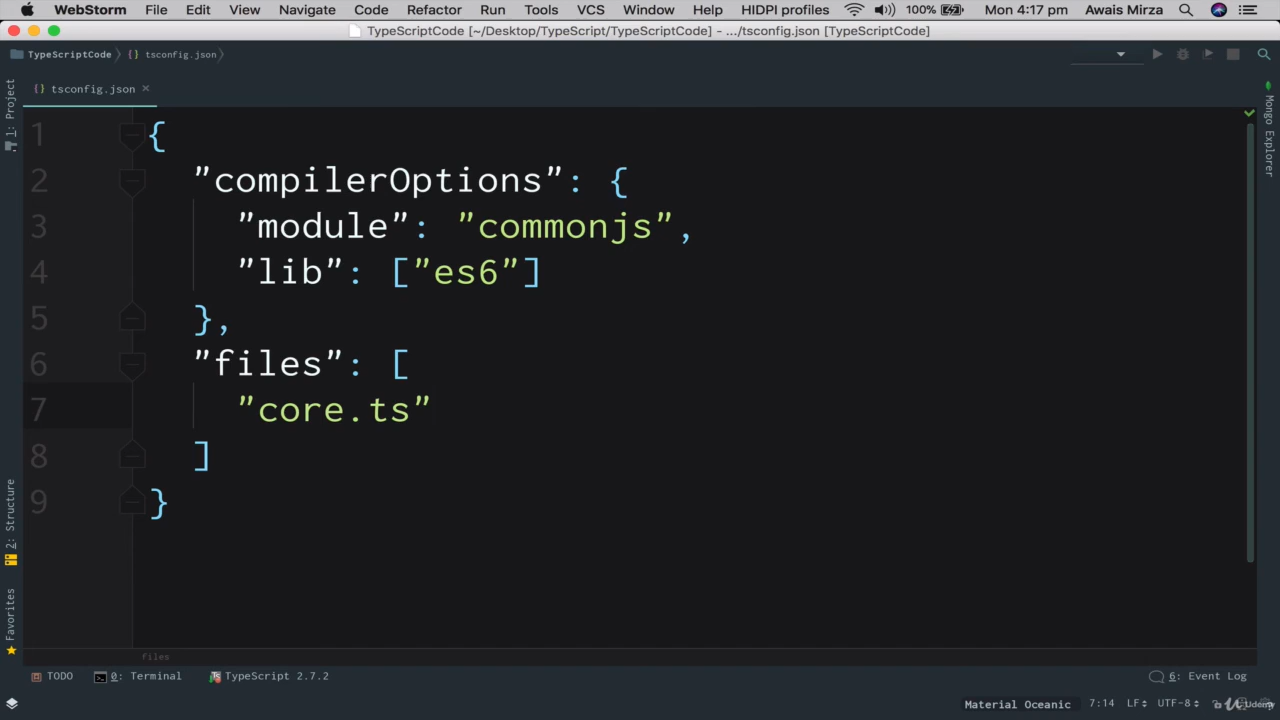 WebStorm File Edit View Navigate Code Refactor Run Tools VCS Window Help HIDPI profiles 100% Mon 4:17 pm Awais Mirza
TypeScriptCode [~/Desktop/TypeScript/TypeScriptCode] - .../tsconfig.json [TypeScriptCode]
TypeScriptCode tsconfig.json
tsconfig.json
1: Project
Mongo Explorer
1 {
2 "compilerOptions": {
3 "module": "commonjs",
4 "lib": ["es6"]
5 },
6 "files": [
7 "core.ts"
8 ]
9 }
2: Structure
Favorites
files
TODO 0: Terminal TypeScript 2.7.2 6: Event Log
Material Oceanic 7:14 LF UTF-8 Udemy